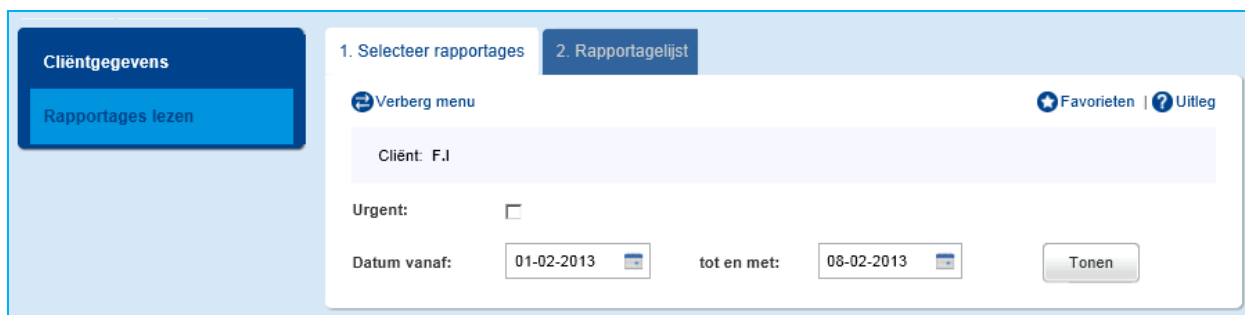 Cliëntgegevens
Rapportages lezen
1. Selecteer rapportages
2. Rapportagelijst
Verberg menu
Favorieten | Uitleg
Cliënt: F.I
Urgent:
Datum vanaf: 01-02-2013 tot en met: 08-02-2013 Tonen